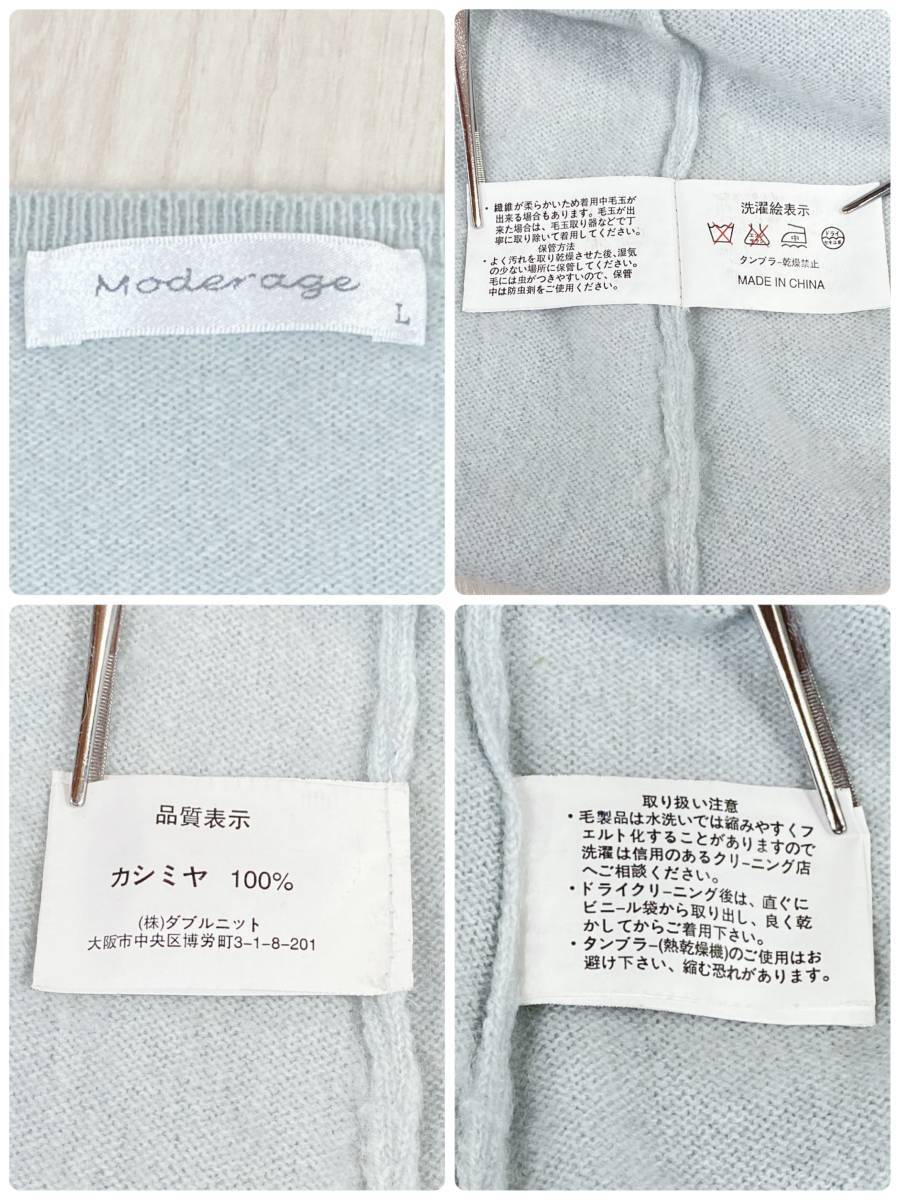 Moderage
L
・繊維が柔らかいため着用中毛玉が
出来る場合もあります。毛玉が出
来た場合は、毛玉取り器などで丁
寧に取り除いて着用してください。
保管方法
・よく汚れを取り乾燥させた後、湿気
の少ない場所に保管してください。
毛には虫がつきやすいので、保管
中は防虫剤をご使用ください。
洗濯絵表示
中
ドライ
セキユ系
タンブラー乾燥禁止
MADE IN CHINA
品質表示
カシミヤ 100%
(株)ダブルニット
大阪市中央区博労町3-1-8-201
取り扱い注意
・毛製品は水洗いでは縮みやすくフ
ェルト化することがありますので
洗濯は信用のあるクリーニング店
へご相談ください。
・ドライクリーニング後は、直ぐに
ビニール袋から取り出し、良く乾
かしてからご着用下さい。
・タンブラー(熱乾燥機)のご使用はお
避け下さい、縮む恐れがあります。